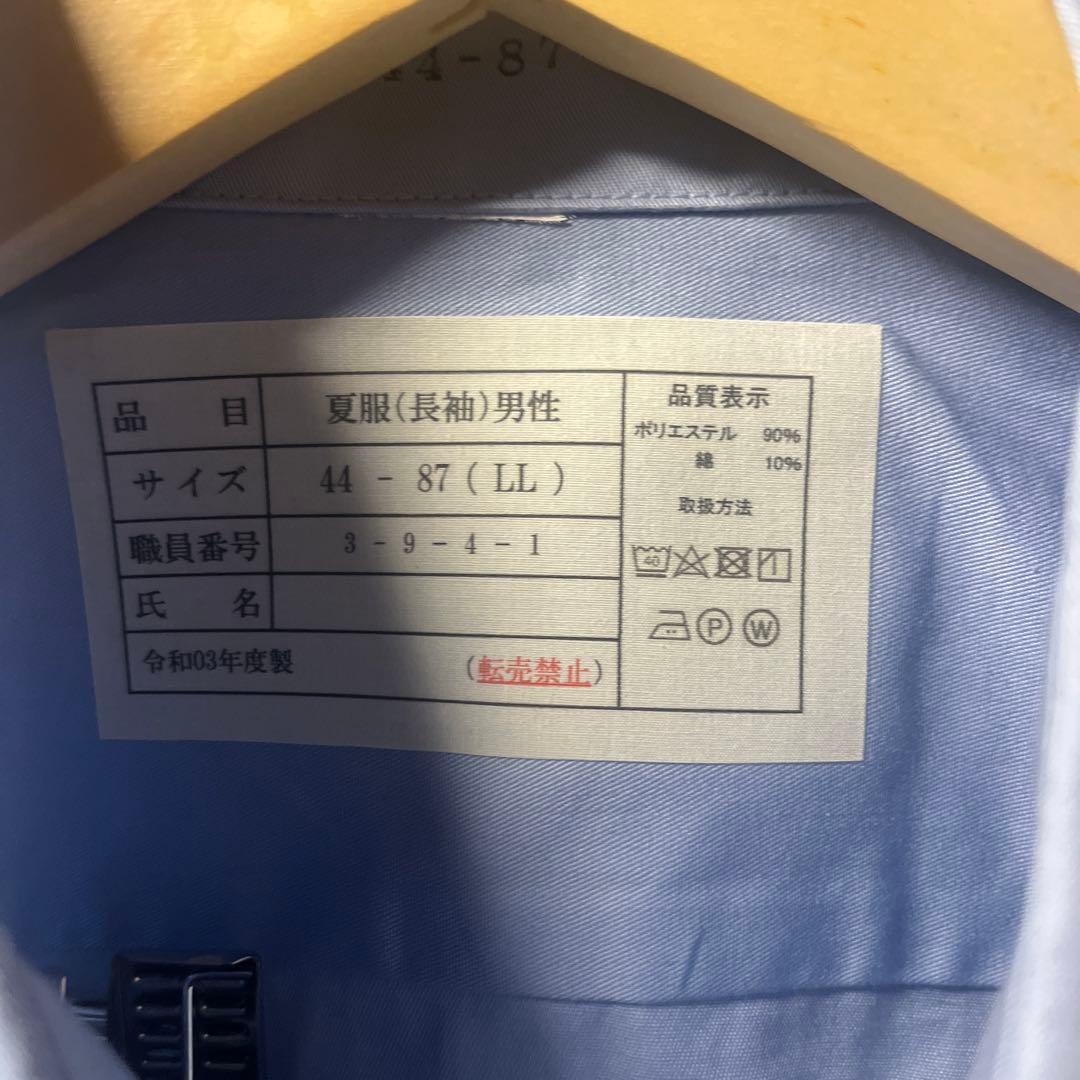 44-87
品目 夏服(長袖)男性
サイズ 44 - 87 ( LL )
職員番号 3 - 9 - 4 - 1
氏名
令和03年度製 (転売禁止)
品質表示
ポリエステル 90%
綿 10%
取扱方法
40
P W